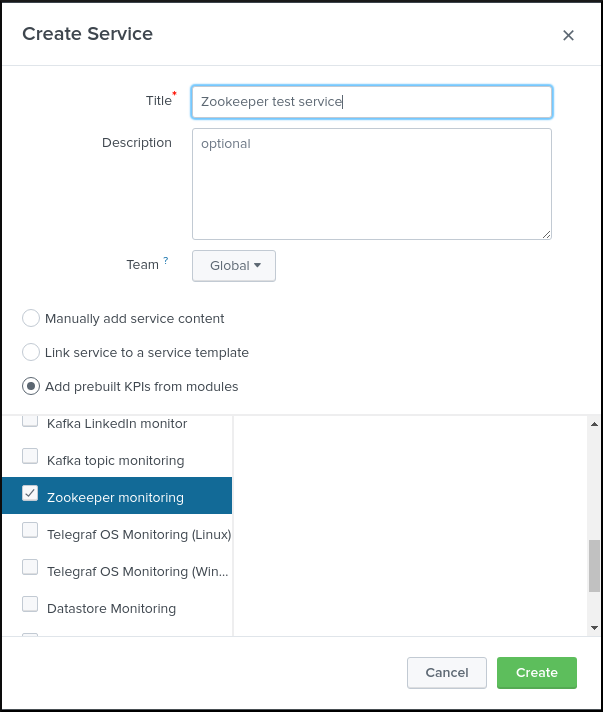 Create Service
Title*
Zookeeper test service
Description
optional
Team ?
Global
Manually add service content
Link service to a service template
Add prebuilt KPIs from modules
Kafka LinkedIn monitor
Kafka topic monitoring
Zookeeper monitoring
Telegraf OS Monitoring (Linux)
Telegraf OS Monitoring (Win...
Datastore Monitoring
Cancel
Create